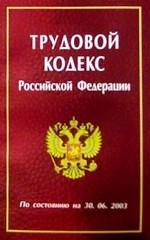 ТРУДОВОЙ
КОДЕКС
Российской Федерации
По состоянию на 30. 06. 2003